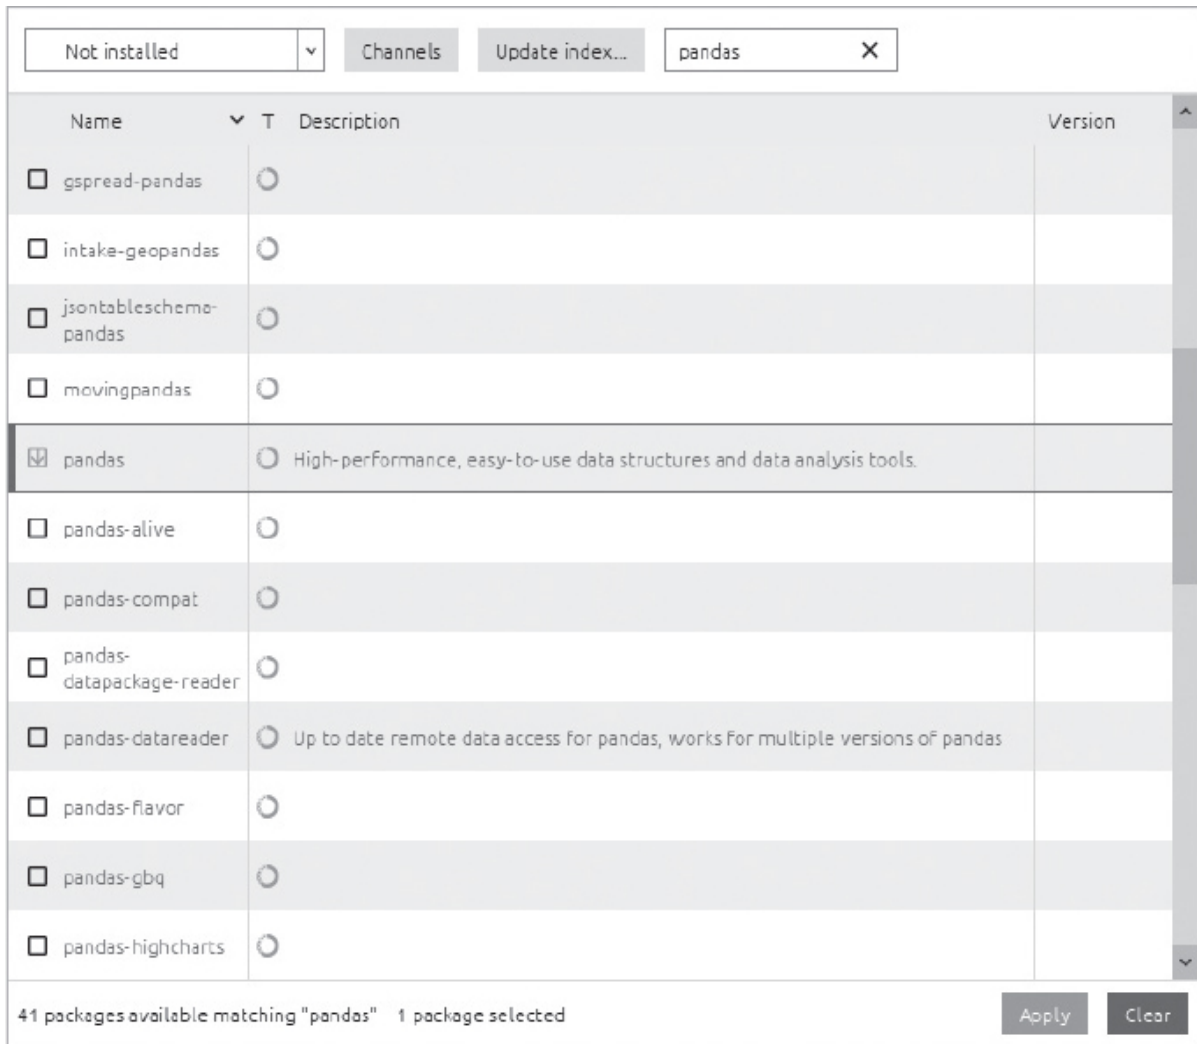 Not installed Channels Update index... pandas
Name T Description Version
gspread-pandas
intake-geopandas
jsontableschema-
pandas
movingpandas
pandas High-performance, easy-to-use data structures and data analysis tools.
pandas-alive
pandas-compat
pandas-
datapackage-reader
pandas-datareader Up to date remote data access for pandas, works for multiple versions of pandas
pandas-flavor
pandas-gbq
pandas-highcharts
41 packages available matching "pandas" 1 package selected Apply Clear